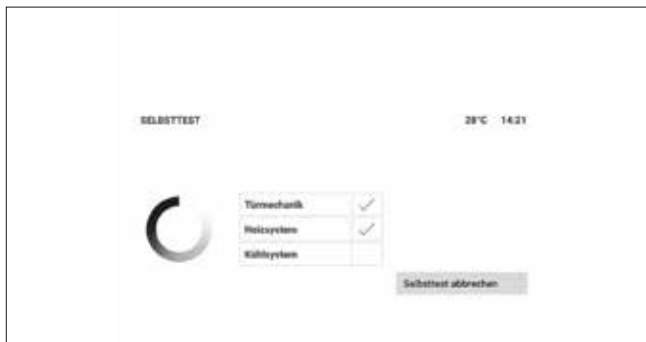 SELBSTTEST 28°C 14:21
Türmechanik
Heizsystem
Kühlsystem
Selbsttest abbrechen